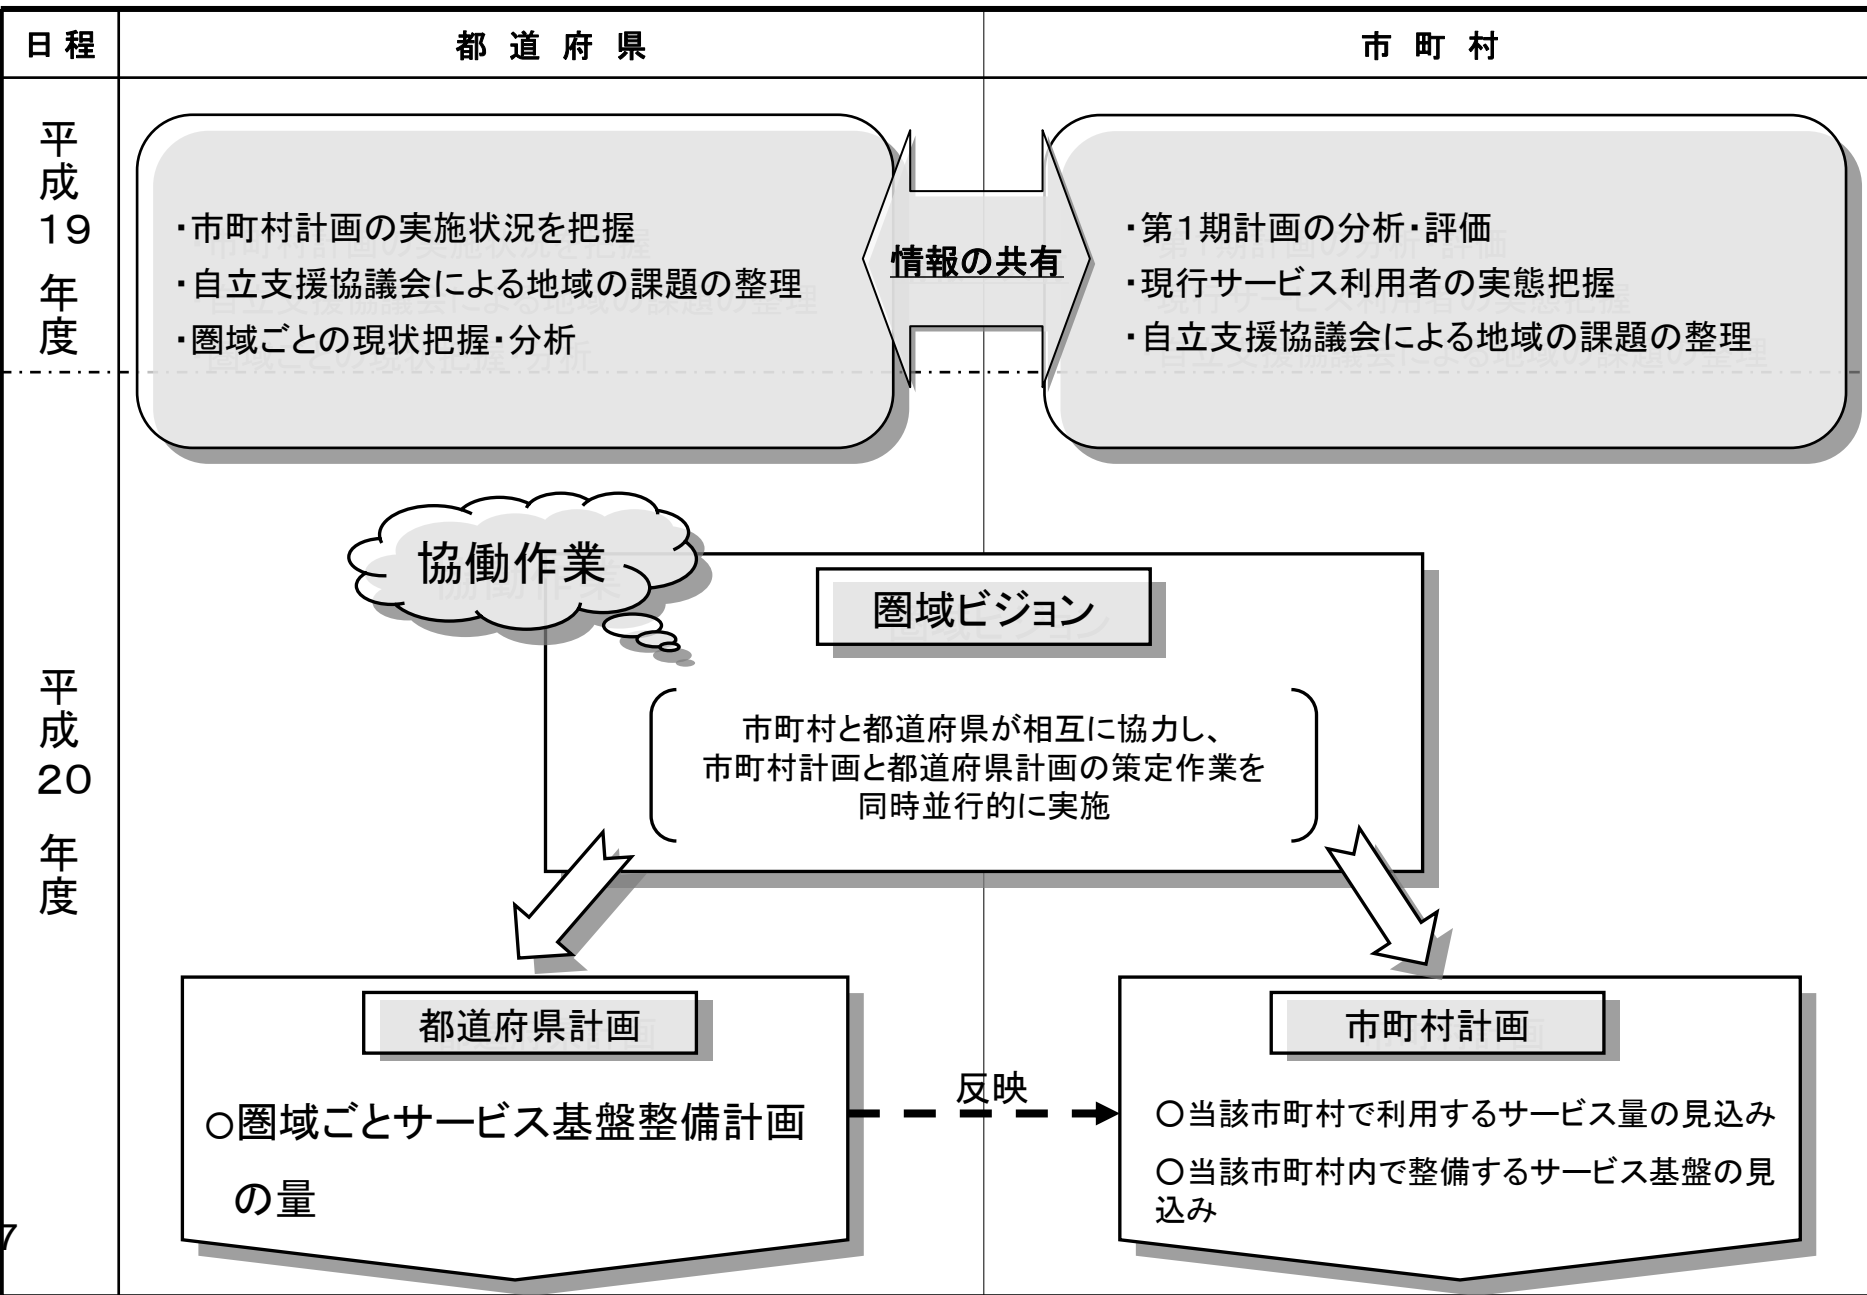 日程
都道府県
市町村
平成19年度
・市町村計画の実施状況を把握
・自立支援協議会による地域の課題の整理
・圏域ごとの現状把握・分析
情報の共有
・第1期計画の分析・評価
・現行サービス利用者の実態把握
・自立支援協議会による地域の課題の整理
平成20年度
協働作業
圏域ビジョン
市町村と都道府県が相互に協力し、
市町村計画と都道府県計画の策定作業を
同時並行的に実施
都道府県計画
○圏域ごとサービス基盤整備計画
の量
反映
市町村計画
○当該市町村で利用するサービス量の見込み
○当該市町村内で整備するサービス基盤の見
込み
7